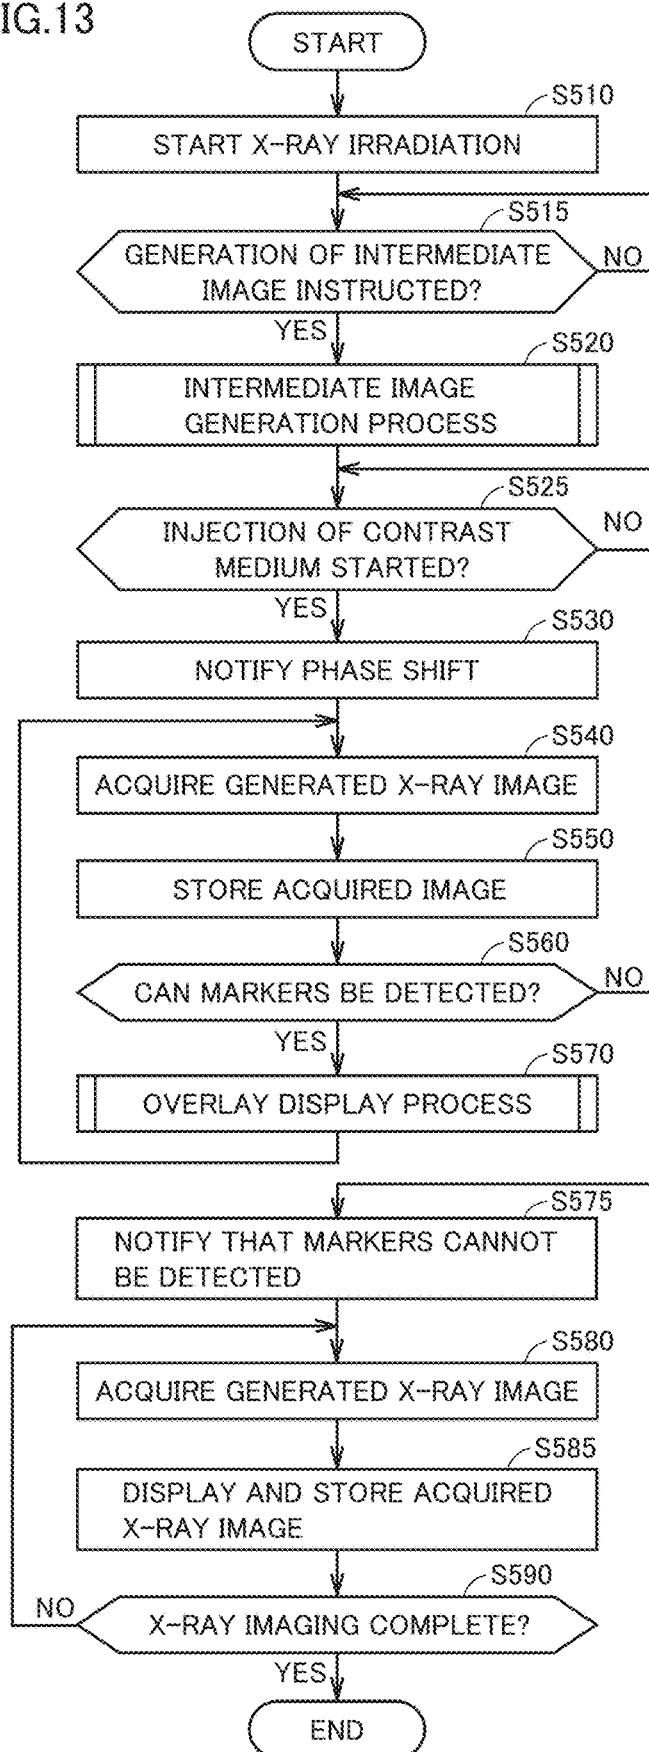 IG.13
START
S510
START X-RAY IRRADIATION
S515
GENERATION OF INTERMEDIATE
IMAGE INSTRUCTED?
NO
YES
S520
INTERMEDIATE IMAGE
GENERATION PROCESS
S525
INJECTION OF CONTRAST
MEDIUM STARTED?
NO
YES
S530
NOTIFY PHASE SHIFT
S540
ACQUIRE GENERATED X-RAY IMAGE
S550
STORE ACQUIRED IMAGE
S560
CAN MARKERS BE DETECTED?
NO
YES
S570
OVERLAY DISPLAY PROCESS
S575
NOTIFY THAT MARKERS CANNOT
BE DETECTED
S580
ACQUIRE GENERATED X-RAY IMAGE
S585
DISPLAY AND STORE ACQUIRED
X-RAY IMAGE
S590
NO
X-RAY IMAGING COMPLETE?
YES
END